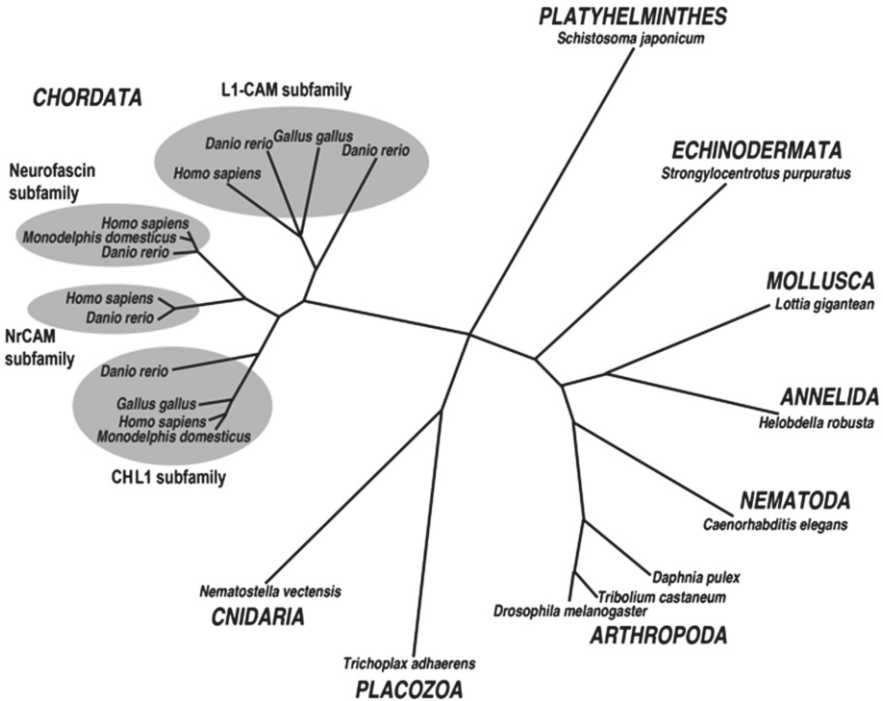 PLATYHELMINTHES
Schistosoma japonicum
CHORDATA
L1-CAM subfamily
Danio rerio
Gallus gallus
Danio rerio
Homo sapiens
Neurofascin
subfamily
Homo sapiens
Monodelphis domesticus
Danio rerio
Homo sapiens
Danio rerio
NrCAM
subfamily
Danio rerio
Gallus gallus
Homo sapiens
Monodelphis domesticus
CHL1 subfamily
ECHINODERMATA
Strongylocentrotus purpuratus
MOLLUSCA
Lottia gigantean
ANNELIDA
Helobdella robusta
NEMATODA
Caenorhabditis elegans
Daphnia pulex
Tribolium castaneum
Drosophila melanogaster
ARTHROPODA
Nematostella vectensis
CNIDARIA
Trichoplax adhaerens
PLACOZOA